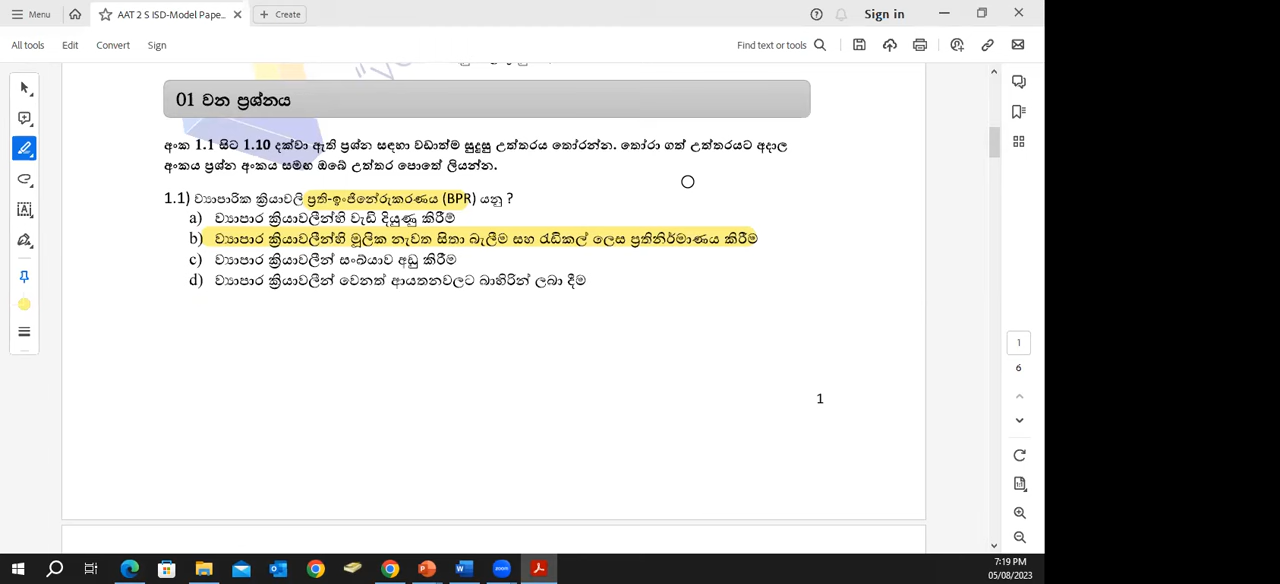 Menu
AAT 2 S ISD-Model Pape...
Create
Sign in
All tools
Edit
Convert
Sign
Find text or tools
01 වන ප්‍රශ්නය
අංක 1.1 සිට 1.10 දක්වා ඇති ප්‍රශ්න සඳහා වඩාත්ම සුදුසු උත්තරය තෝරන්න. තෝරා ගත් උත්තරයට අදාල
අංකය ප්‍රශ්න අංකය සමඟ ඔබේ උත්තර පොතේ ලියන්න.
1.1) ව්‍යාපාරික ක්‍රියාවලි ප්‍රති-ඉංජිනේරුකරණය (BPR) යනු ?
a) ව්‍යාපාර ක්‍රියාවලීන්හි වැඩි දියුණු කිරීම්
b) ව්‍යාපාර ක්‍රියාවලීන්හි මූලික නැවත සිතා බැලීම සහ රැඩිකල් ලෙස ප්‍රතිනිර්මාණය කිරීම
c) ව්‍යාපාර ක්‍රියාවලීන් සංඛ්‍යාව අඩු කිරීම
d) ව්‍යාපාර ක්‍රියාවලීන් වෙනත් ආයතනවලට බාහිරින් ලබා දීම
1
1
6
7:19 PM
05/08/2023